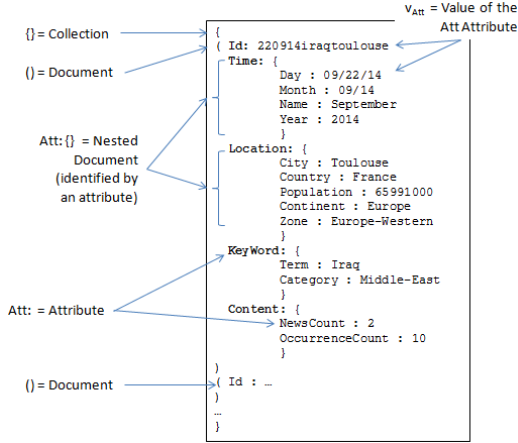 v_Att = Value of the
Att Attribute
{} = Collection
{
() = Document
( Id: 220914iraqtoulouse
Time: {
Day : 09/22/14
Month : 09/14
Name : September
Year : 2014
}
Att: {} = Nested
Document
(identified by
an attribute)
Location: {
City : Toulouse
Country : France
Population : 65991000
Continent : Europe
Zone : Europe-Western
}
KeyWord: {
Term : Iraq
Category : Middle-East
}
Att: = Attribute
Content: {
NewsCount : 2
OccurrenceCount : 10
}
)
() = Document
( Id : …
)
…
}